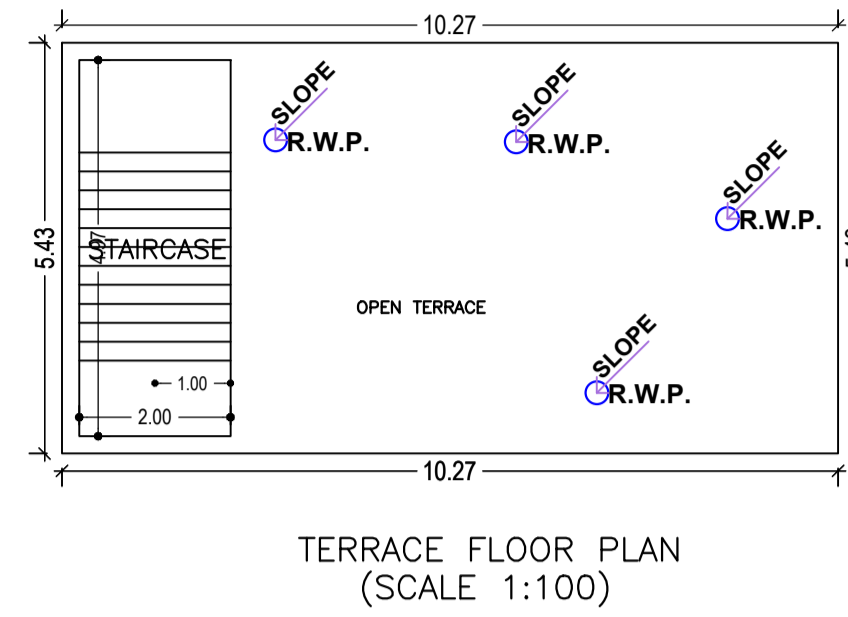 10.27
SLOPE
R.W.P.
SLOPE
R.W.P.
SLOPE
R.W.P.
5.43
4.97
STAIRCASE
OPEN TERRACE
SLOPE
R.W.P.
1.00
2.00
10.27
TERRACE FLOOR PLAN
(SCALE 1:100)